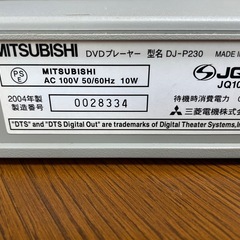 MITSUBISHI DVDプレーヤー 型名 DJ-P230 MADE
PS E MITSUBISHI AC 100V 50/60Hz 10W
JQ
JQ10
2004年製
製造番号 0028334
待機時消費電力
三菱電機株式会
"DTS" and "DTS Digital Out" are trademarks of Digital Theater Systems, In